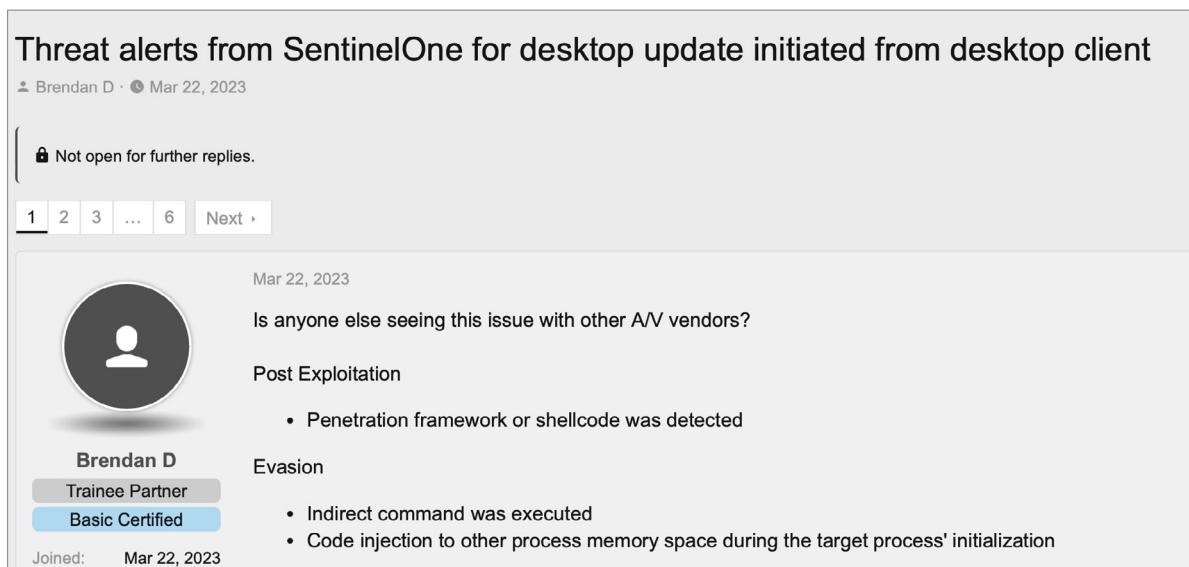 Threat alerts from SentinelOne for desktop update initiated from desktop client
Brendan D · Mar 22, 2023
Not open for further replies.
1 2 3 ... 6 Next ›
Mar 22, 2023
Is anyone else seeing this issue with other A/V vendors?
Post Exploitation
• Penetration framework or shellcode was detected
Brendan D
Evasion
Trainee Partner
Basic Certified
• Indirect command was executed
• Code injection to other process memory space during the target process' initialization
Joined: Mar 22, 2023